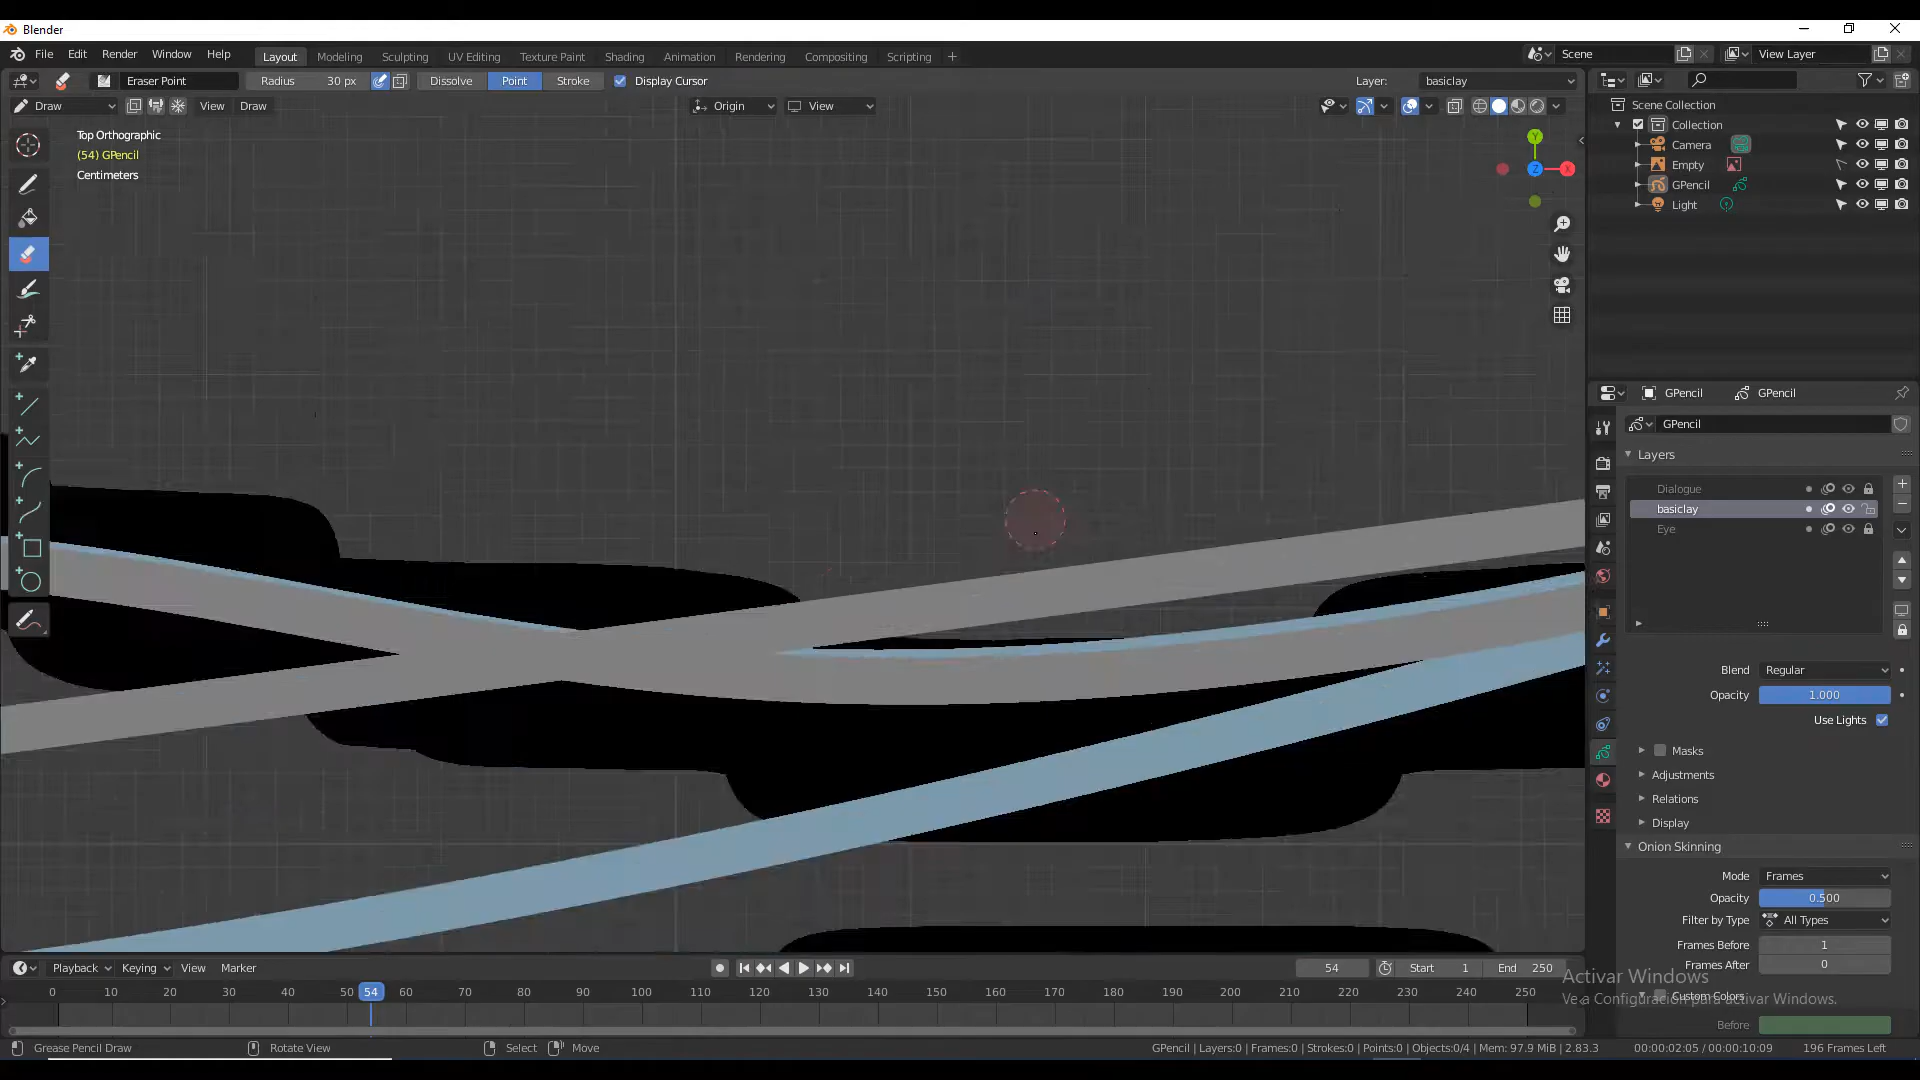 Blender
File Edit Render Window Help Layout Modeling Sculpting UV Editing Texture Paint Shading Animation Rendering Compositing Scripting + Scene View Layer
Eraser Point Radius 30 px Dissolve Point Stroke Display Cursor Layer: basiclay
Draw View Draw Origin View
Top Orthographic
(54) GPencil
Centimeters
Y
Z X
Scene Collection
Collection
Camera
Empty
GPencil
Light
GPencil GPencil
GPencil
Layers
Dialogue
basiclay
Eye
Blend Regular
Opacity 1.000
Use Lights
Masks
Adjustments
Relations
Display
Onion Skinning
Mode Frames
Opacity 0.500
Filter by Type All Types
Frames Before 1
Frames After 0
Custom Colors
Before
Activar Windows
Ve a Configuración para activar Windows.
Playback Keying View Marker 54 Start 1 End 250
0 10 20 30 40 50 54 60 70 80 90 100 110 120 130 140 150 160 170 180 190 200 210 220 230 240 250
Grease Pencil Draw Rotate View Select Move GPencil | Layers:0 | Frames:0 | Strokes:0 | Points:0 | Objects:0/4 | Mem: 97.9 MiB | 2.83.3 00:00:02:05 / 00:00:10:09 196 Frames Left